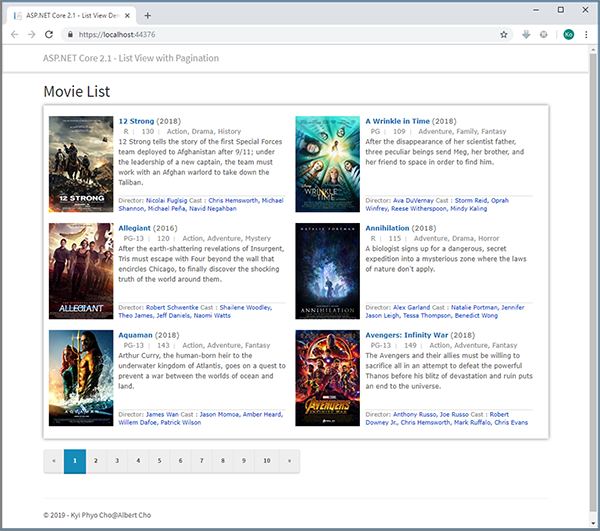 ASP.NET Core 2.1 - List View De
https://localhost:44376
Ko
ASP.NET Core 2.1 - List View with Pagination
Movie List
12 STRONG
12 Strong (2018)
R | 130 | Action, Drama, History
12 Strong tells the story of the first Special Forces
team deployed to Afghanistan after 9/11; under
the leadership of a new captain, the team must
work with an Afghan warlord to take down the
Taliban.
Director: Nicolai Fuglsig Cast : Chris Hemsworth, Michael
Shannon, Michael Peña, Navid Negahban
WRINKLE
TIME
A Wrinkle in Time (2018)
PG | 109 | Adventure, Family, Fantasy
After the disappearance of her scientist father,
three peculiar beings send Meg, her brother, and
her friend to space in order to find him.
Director: Ava DuVernay Cast : Storm Reid, Oprah
Winfrey, Reese Witherspoon, Mindy Kaling
ALLEGIANT
Allegiant (2016)
PG-13 | 120 | Action, Adventure, Mystery
After the earth-shattering revelations of Insurgent,
Tris must escape with Four beyond the wall that
encircles Chicago, to finally discover the shocking
truth of the world around them.
Director: Robert Schwentke Cast : Shailene Woodley,
Theo James, Jeff Daniels, Naomi Watts
NATALIE PORTMAN
ANNIHILATION
Annihilation (2018)
R | 115 | Adventure, Drama, Horror
A biologist signs up for a dangerous, secret
expedition into a mysterious zone where the laws
of nature don't apply.
Director: Alex Garland Cast : Natalie Portman, Jennifer
Jason Leigh, Tessa Thompson, Benedict Wong
AQUAMAN
Aquaman (2018)
PG-13 | 143 | Action, Adventure, Fantasy
Arthur Curry, the human-born heir to the
underwater kingdom of Atlantis, goes on a quest to
prevent a war between the worlds of ocean and
land.
Director: James Wan Cast : Jason Momoa, Amber Heard,
Willem Dafoe, Patrick Wilson
AVENGERS
Avengers: Infinity War (2018)
PG-13 | 149 | Action, Adventure, Fantasy
The Avengers and their allies must be willing to
sacrifice all in an attempt to defeat the powerful
Thanos before his blitz of devastation and ruin puts
an end to the universe.
Director: Anthony Russo, Joe Russo Cast : Robert
Downey Jr., Chris Hemsworth, Mark Ruffalo, Chris Evans
« 1 2 3 4 5 6 7 8 9 10 »
© 2019 - Kyi Phyo Cho@Albert Cho